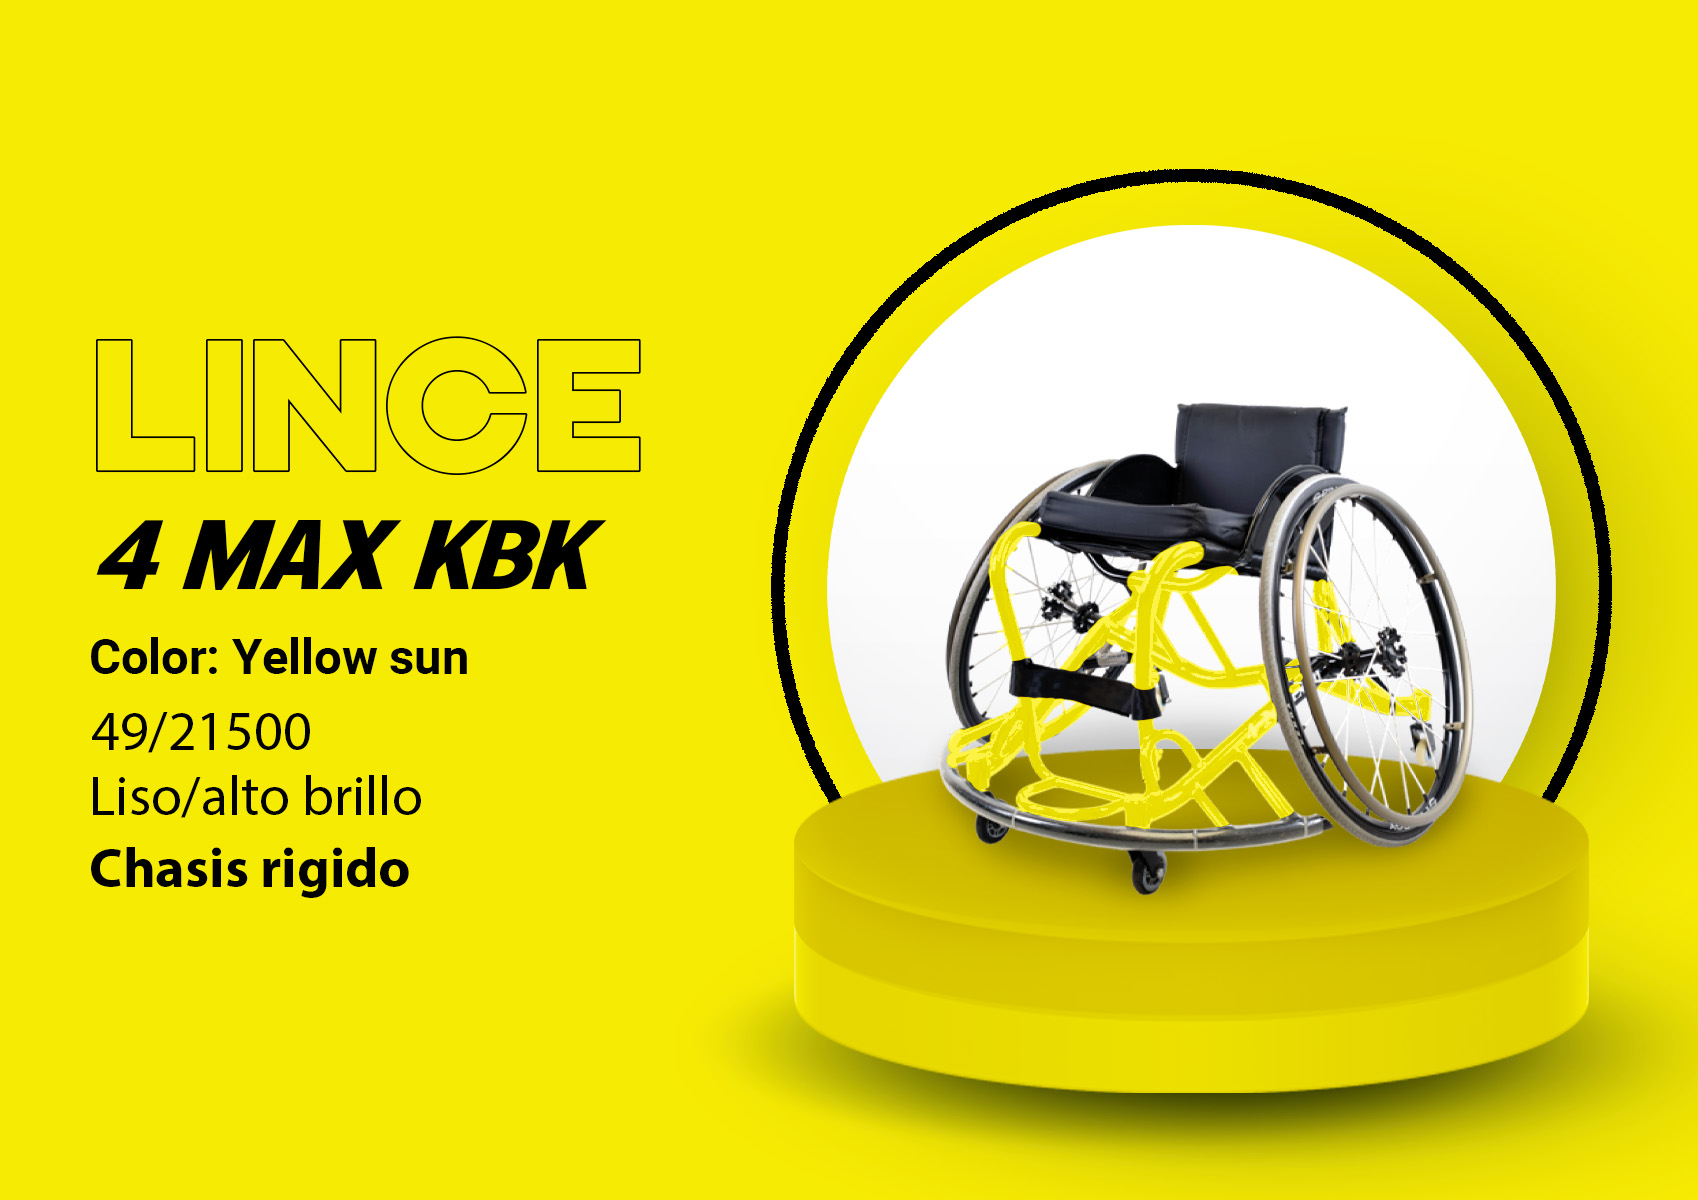 LINCE
4 MAX KBK
Color: Yellow sun
49/21500
Liso/alto brillo
Chasis rigido